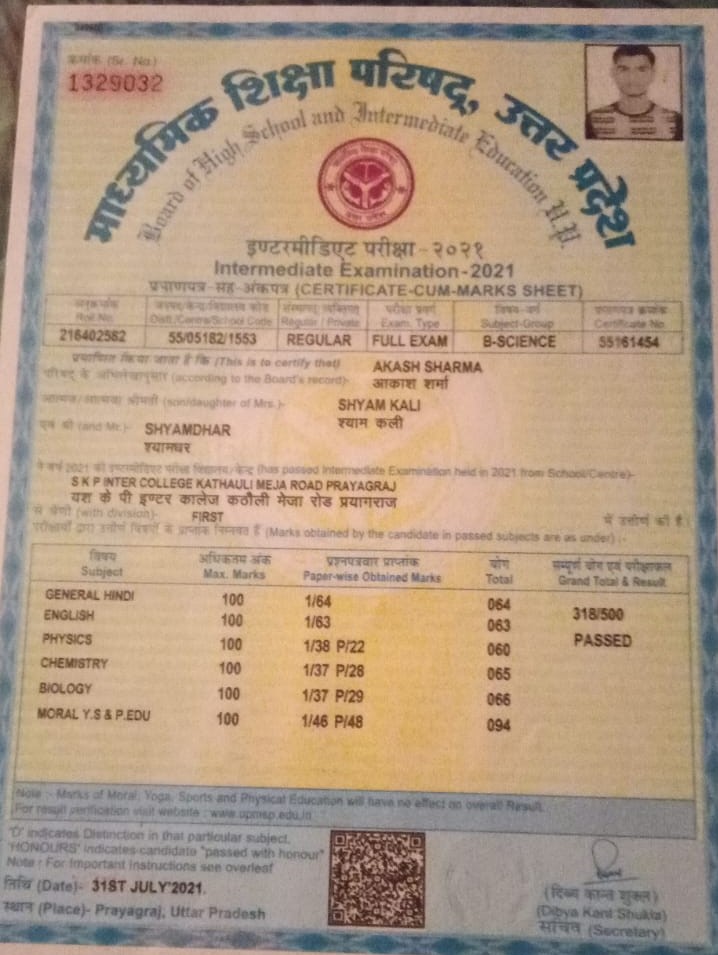 क्रमांक (Sr. No.)
1329032
माध्यमिक शिक्षा परिषद्, उत्तर प्रदेश
Board of High School and Intermediate Education U.P.
इण्टरमीडिएट परीक्षा - २०२१
Intermediate Examination - 2021
प्रमाणपत्र-सह-अंकपत्र (CERTIFICATE-CUM-MARKS SHEET)
अनुक्रमांक जनपद/केन्द्र/विद्यालय कोड संस्थागत/व्यक्तिगत परीक्षा प्रकार विषय-वर्ग प्रमाणपत्र क्रमांक
Roll No. Distt./Centre/School Code Regular / Private Exam. Type Subject-Group Certificate No.
216402582 55/05182/1553 REGULAR FULL EXAM B-SCIENCE 55161454
प्रमाणित किया जाता है कि (This is to certify that) AKASH SHARMA
परिषद् के अभिलेखानुसार (according to the Board's record)- आकाश शर्मा
आत्मज/आत्मजा श्रीमती (son/daughter of Mrs.)- SHYAM KALI
श्याम कली
एवं श्री (and Mr.)- SHYAMDHAR
श्यामधर
ने वर्ष 2021 की इण्टरमीडिएट परीक्षा विद्यालय/केन्द्र (has passed Intermediate Examination held in 2021 from School/Centre)-
S K P INTER COLLEGE KATHAULI MEJA ROAD PRAYAGRAJ
यश के पी इण्टर कालेज कठौली मेजा रोड प्रयागराज
से श्रेणी (with division)- FIRST में उत्तीर्ण की है।
परीक्षार्थी द्वारा उत्तीर्ण विषयों के प्राप्तांक निम्नवत हैं (Marks obtained by the candidate in passed subjects are as under) :-
विषय अधिकतम अंक प्रश्नपत्रवार प्राप्तांक योग सम्पूर्ण योग एवं परीक्षाफल
Subject Max. Marks Paper-wise Obtained Marks Total Grand Total & Result
GENERAL HINDI 100 1/64 064 318/500
ENGLISH 100 1/63 063
PHYSICS 100 1/38 P/22 060 PASSED
CHEMISTRY 100 1/37 P/28 065
BIOLOGY 100 1/37 P/29 066
MORAL Y.S & P.EDU 100 1/46 P/48 094
Note :- Marks of Moral, Yoga, Sports and Physical Education will have no effect on overall Result.
For result verification visit website : www.upmsp.edu.in
'D' indicates Distinction in that particular subject.
'HONOURS' indicates candidate "passed with honour"
Note : For Important Instructions see overleaf
तिथि (Date)- 31ST JULY'2021.
स्थान (Place)- Prayagraj, Uttar Pradesh
(दिब्य कान्त शुक्ल)
(Dibya Kant Shukla)
सचिव (Secretary)